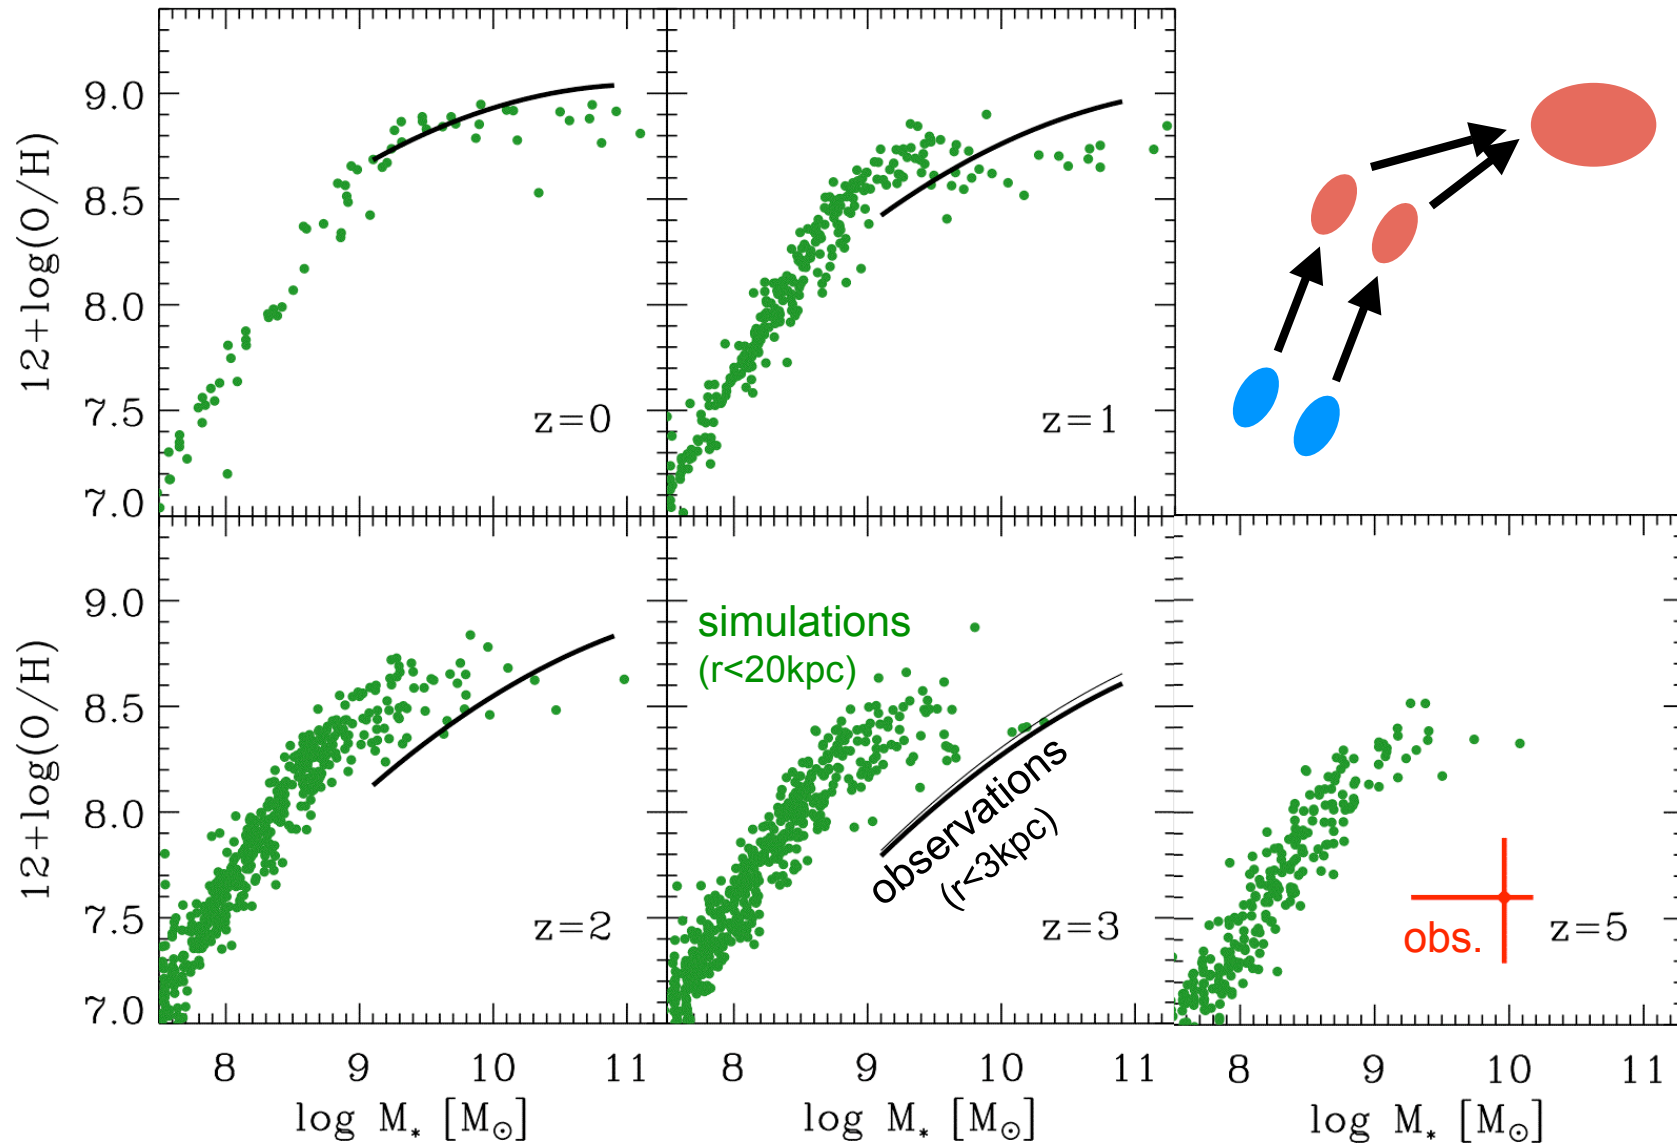 12+log(O/H)
9.0
8.5
8.0
7.5
7.0
z=0
z=1
12+log(O/H)
9.0
8.5
8.0
7.5
7.0
z=2
simulations
(r<20kpc)
observations
(r<3kpc)
z=3
obs.
z=5
8 9 10 11
8 9 10 11
8 9 10 11
log M* [M⊙]
log M* [M⊙]
log M* [M⊙]